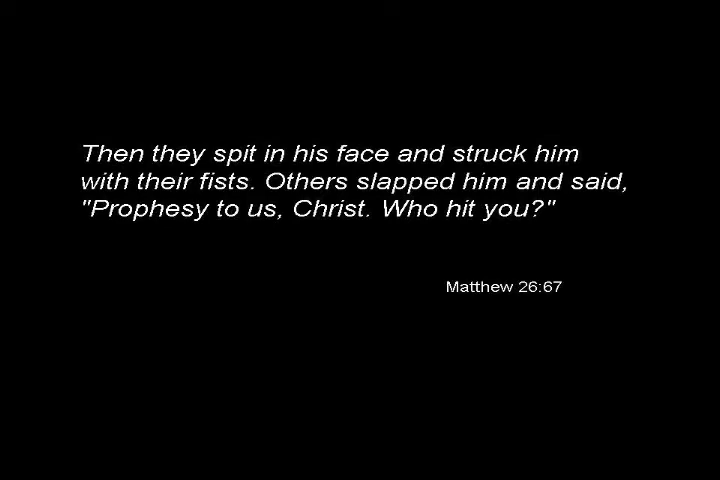 Then they spit in his face and struck him
with their fists. Others slapped him and said,
"Prophesy to us, Christ. Who hit you?"
Matthew 26:67